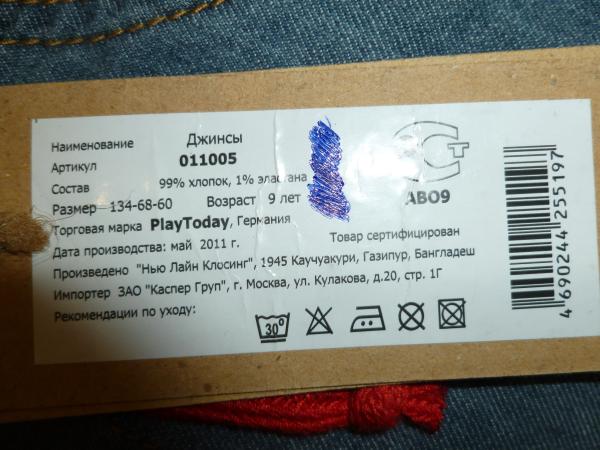 Наименование Джинсы
Артикул 011005
Состав 99% хлопок, 1% эластана
Размер 134-68-60 Возраст 9 лет
Торговая марка PlayToday, Германия
Дата производства: май 2011 г.
Произведено "Нью Лайн Клосинг", 1945 Каучуакури, Газипур, Бангладеш
Импортер ЗАО "Каспер Груп", г. Москва, ул. Кулакова, д.20, стр. 1Г
Рекомендации по уходу:
30°
АВ09
Товар сертифицирован
4 690244 255197